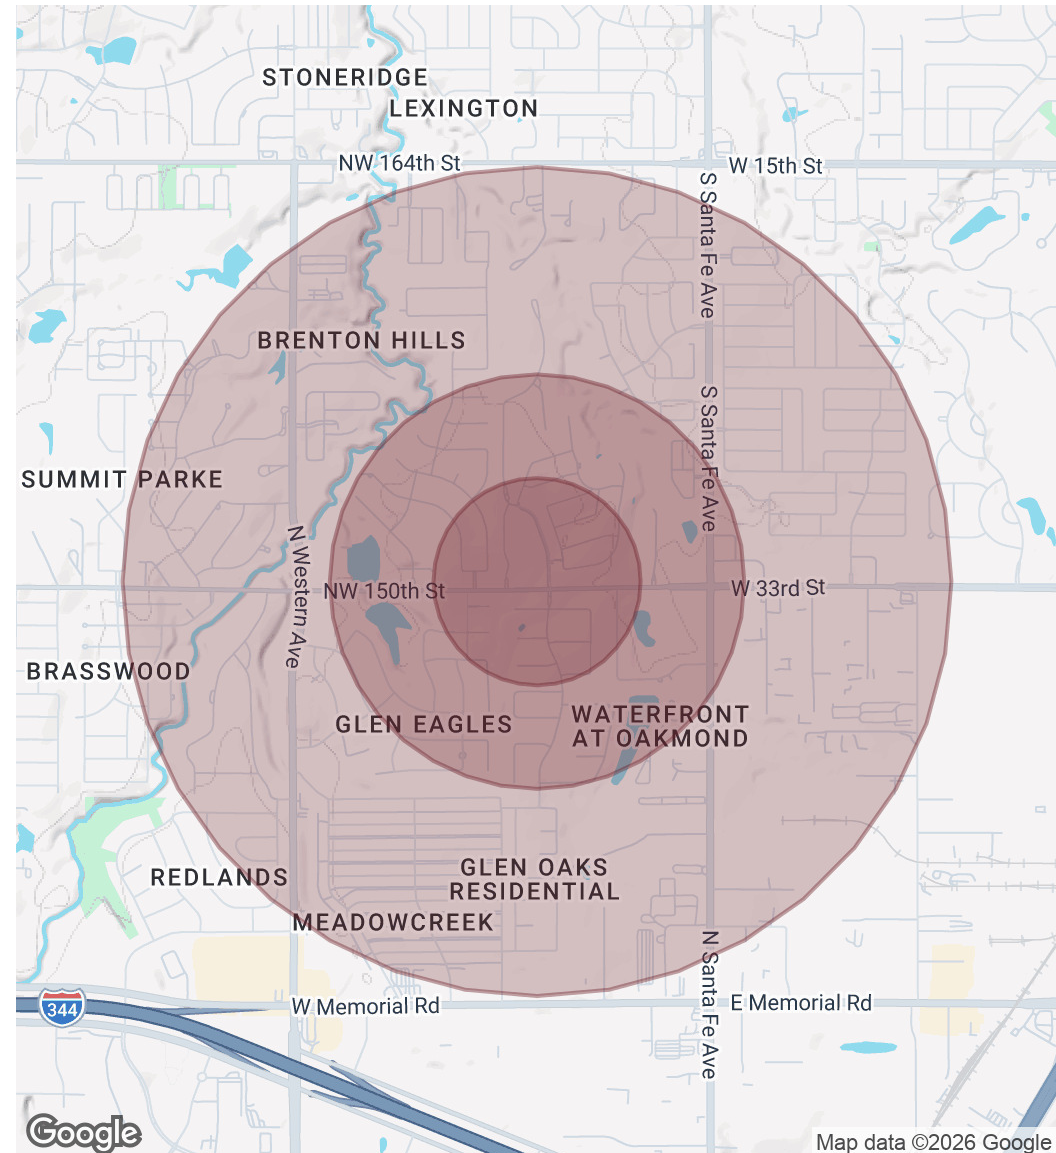 STONERIDGE
LEXINGTON
NW 164th St
W 15th St
S Santa Fe Ave
BRENTON HILLS
S Santa Fe Ave
SUMMIT PARKE
N Western Ave
NW 150th St
W 33rd St
BRASSWOOD
GLEN EAGLES
WATERFRONT
AT OAKMOND
GLEN OAKS
RESIDENTIAL
REDLANDS
MEADOWCREEK
N Santa Fe Ave
344
W Memorial Rd
E Memorial Rd
Google
Map data ©2026 Google